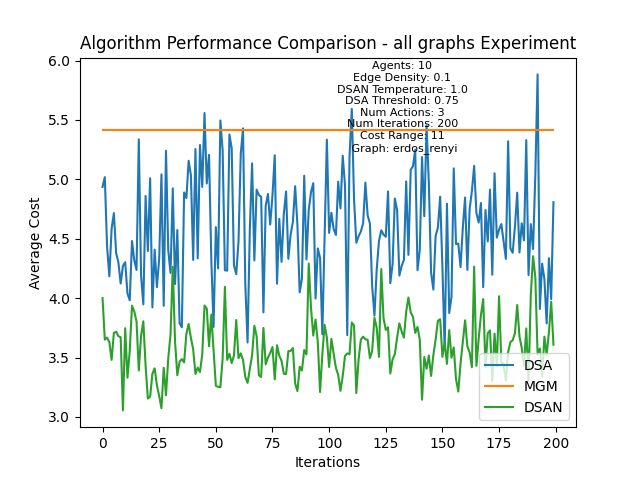 Algorithm Performance Comparison - all graphs Experiment
Agents: 10
Edge Density: 0.1
DSAN Temperature: 1.0
DSA Threshold: 0.75
Num Actions: 3
Num Iterations: 200
Cost Range: 11
Graph: erdos_renyi
Average Cost
6.0
5.5
5.0
4.5
4.0
3.5
3.0
0
25
50
75
100
125
150
175
200
Iterations
DSA
MGM
DSAN